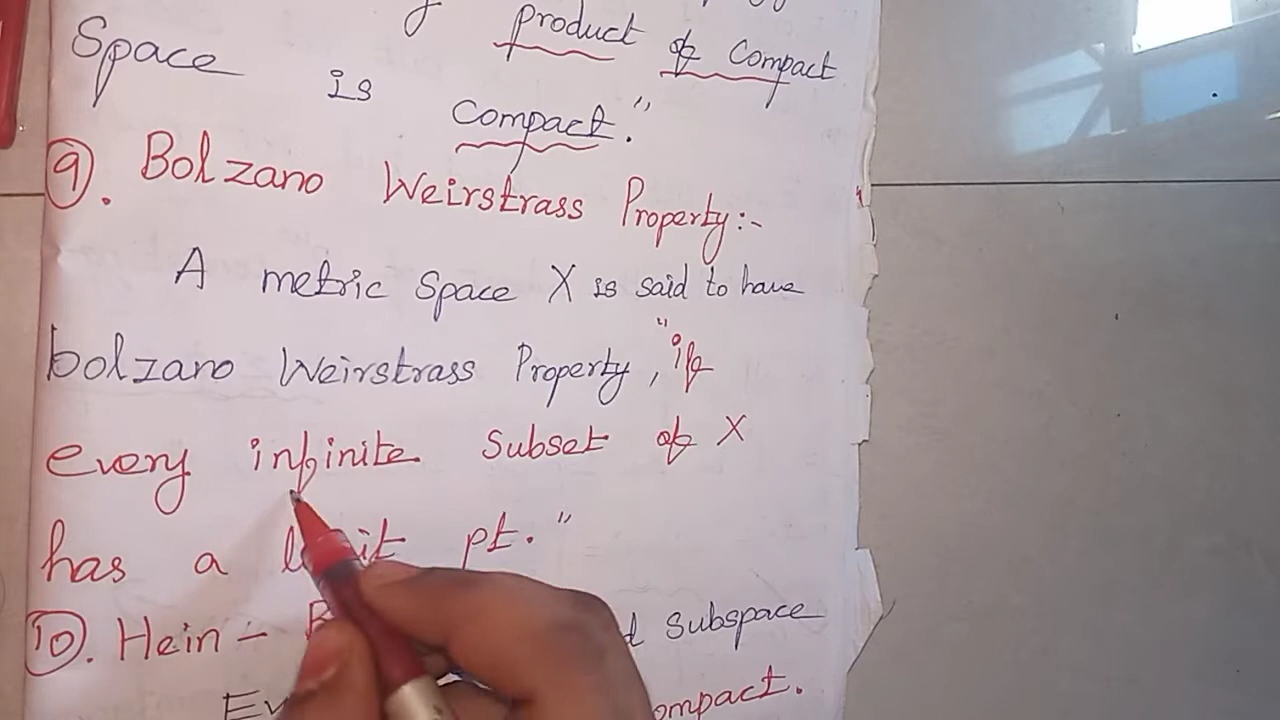 product of Compact
Space is Compact."
9. Bolzano Weirstrass Property:-
A metric Space X is said to have
bolzano Weirstrass Property, "if
every infinite Subset of X
has a limit pt."
10. Hein - subspace